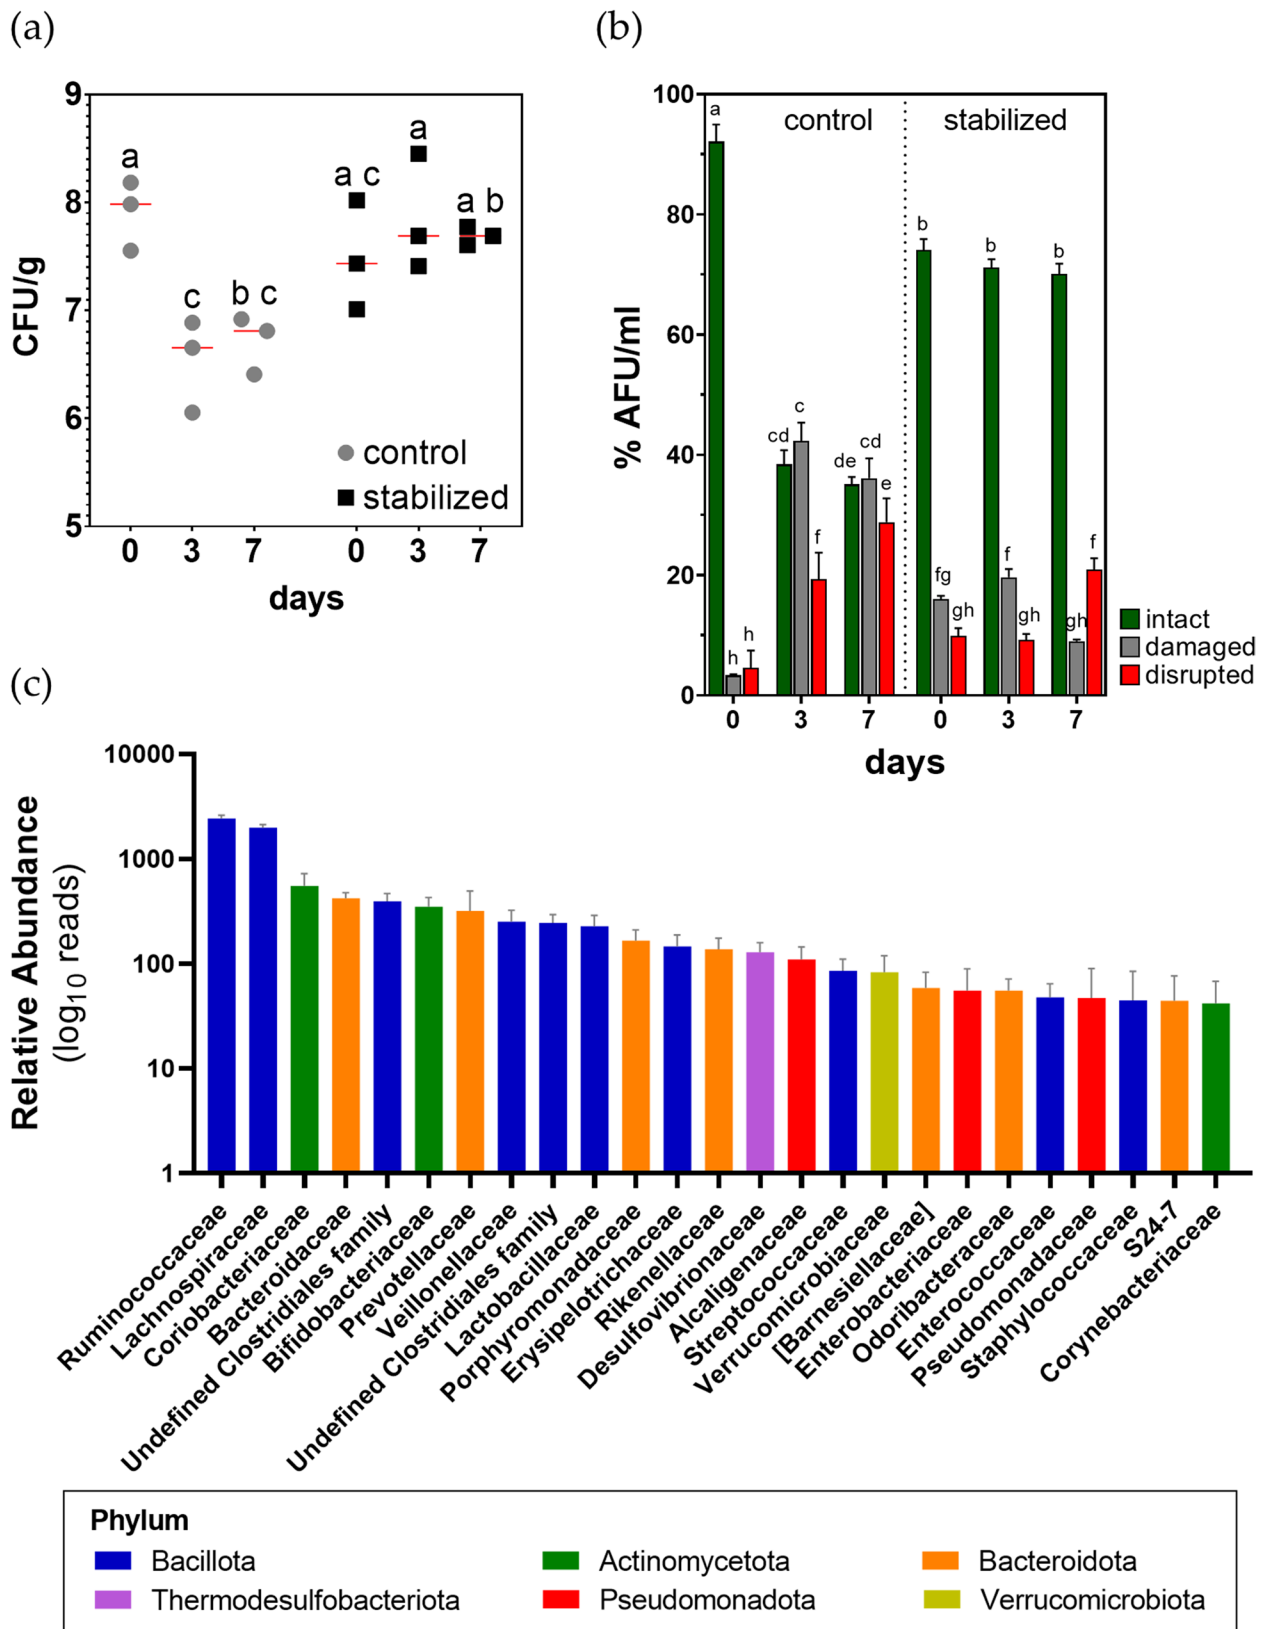 (a)
9
8
7
6
5
CFU/g
a
c
b c
a c
a
a b
control
stabilized
0 3 7 0 3 7
days
(b)
100
80
60
40
20
0
% AFU/ml
control stabilized
a
h
h
cd
c
f
de
cd
e
b
fg
gh
b
f
gh
b
gh
f
0 3 7 0 3 7
days
intact
damaged
disrupted
(c)
10000
1000
100
10
1
Relative Abundance
(log10 reads)
Ruminococcaceae
Lachnospiraceae
Coriobacteriaceae
Bacteroidaceae
Undefined Clostridiales family
Bifidobacteriaceae
Prevotellaceae
Veillonellaceae
Undefined Clostridiales family
Lactobacillaceae
Porphyromonadaceae
Erysipelotrichaceae
Rikenellaceae
Desulfovibrionaceae
Alcaligenaceae
Streptococcaceae
Verrucomicrobiaceae
[Barnesiellaceae]
Enterobacteriaceae
Odoribacteraceae
Enterococcaceae
Pseudomonadaceae
Staphylococcaceae
S24-7
Corynebacteriaceae
Phylum
Bacillota Actinomycetota Bacteroidota
Thermodesulfobacteriota Pseudomonadota Verrucomicrobiota